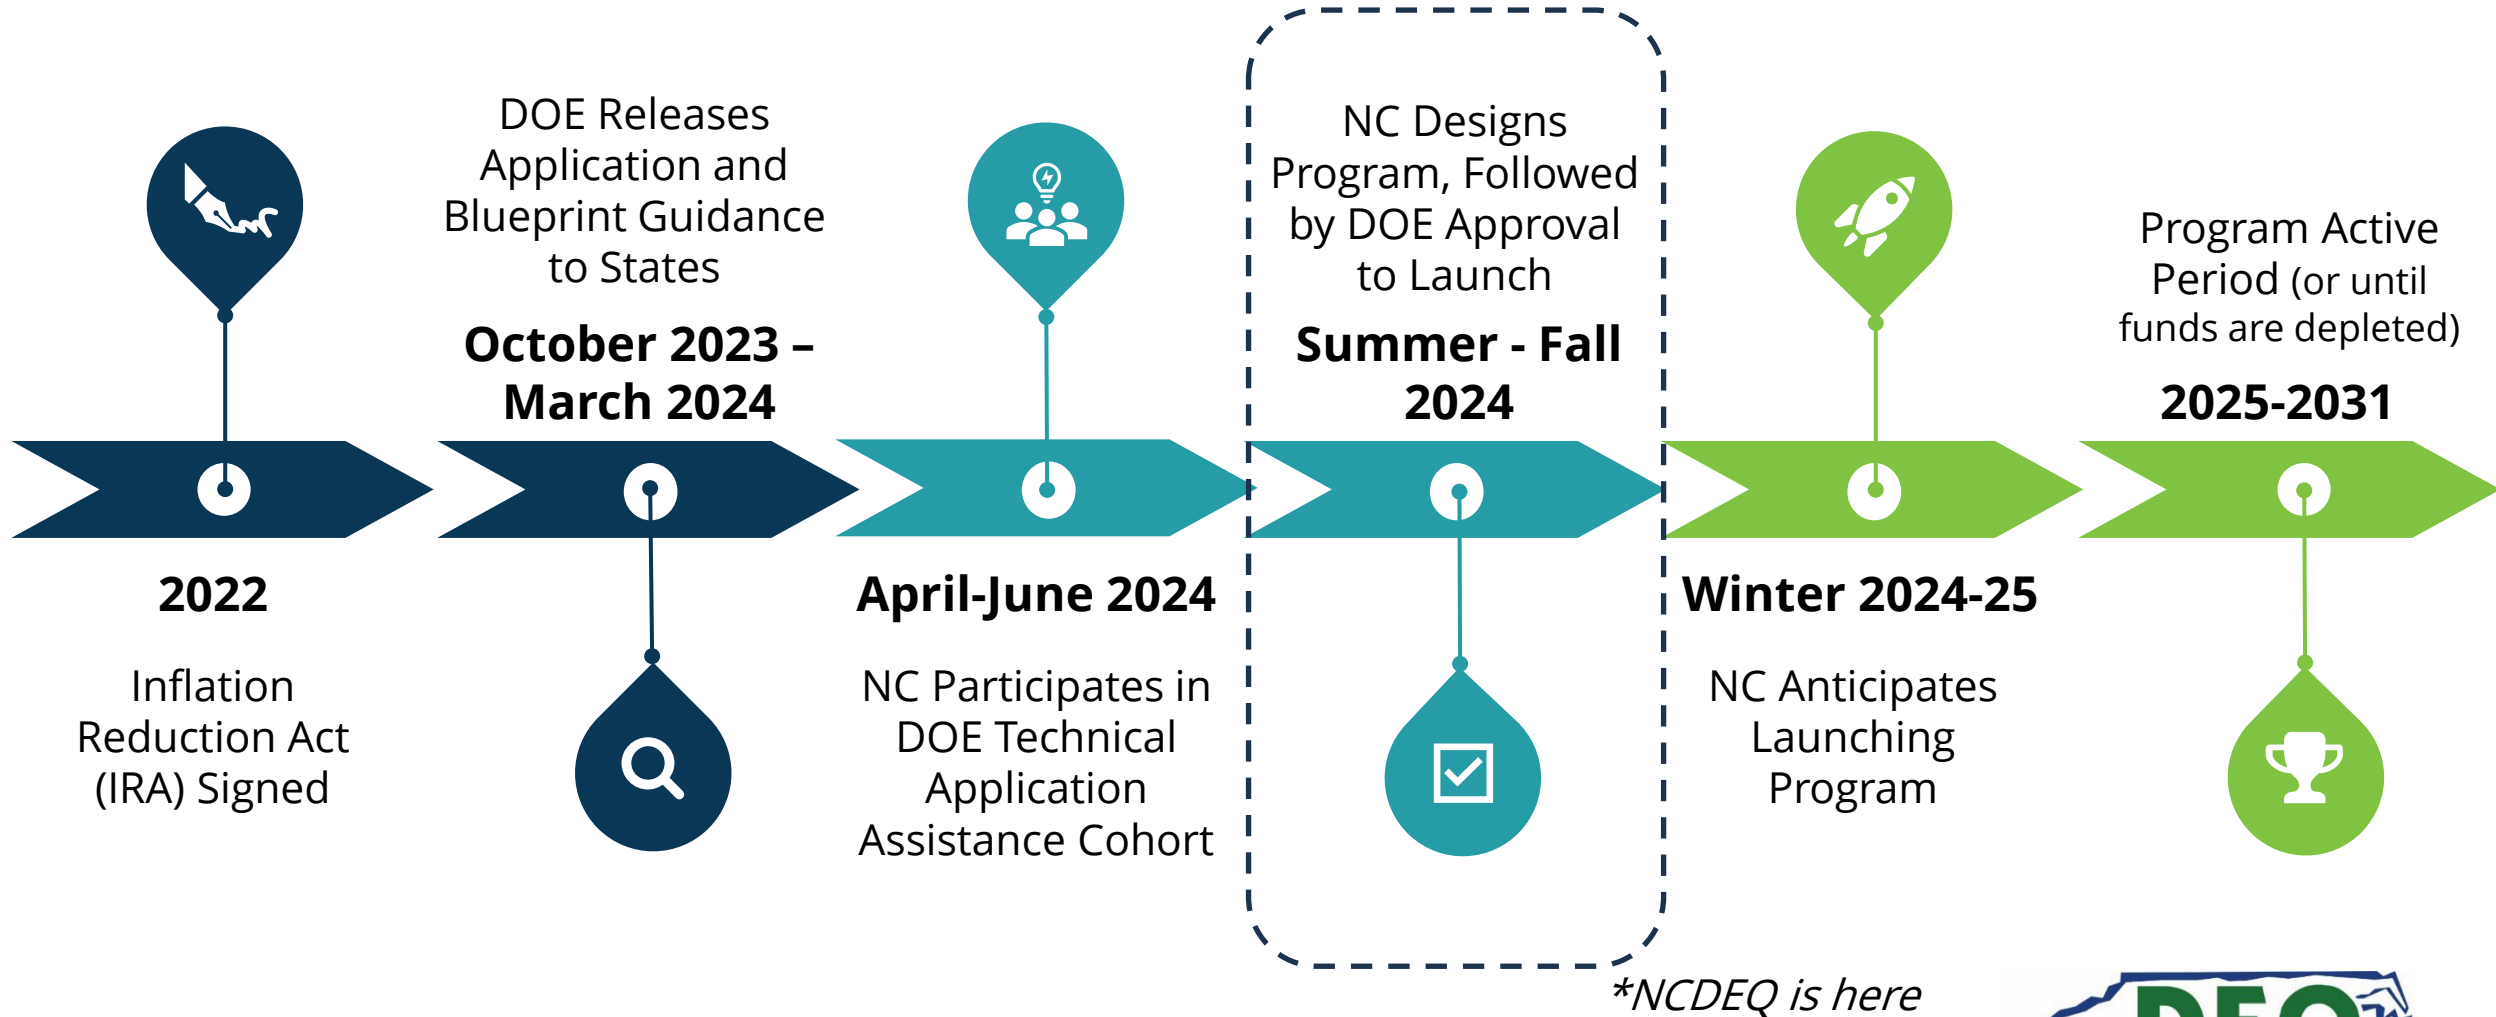 2022
Inflation
Reduction Act
(IRA) Signed
DOE Releases
Application and
Blueprint Guidance
to States
October 2023 –
March 2024
April-June 2024
NC Participates in
DOE Technical
Application
Assistance Cohort
NC Designs
Program, Followed
by DOE Approval
to Launch
Summer - Fall
2024
Winter 2024-25
NC Anticipates
Launching
Program
Program Active
Period (or until
funds are depleted)
2025-2031
*NCDEQ is here
DEQ